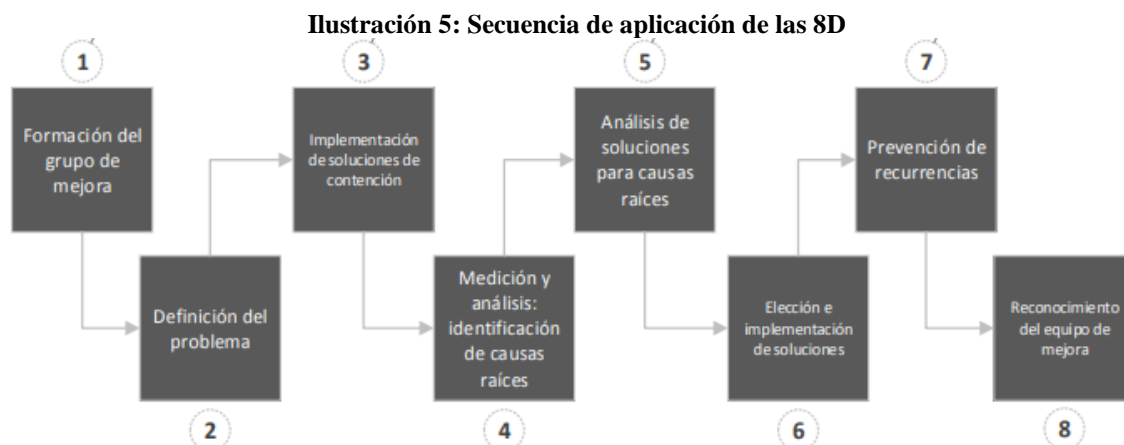 Ilustración 5: Secuencia de aplicación de las 8D
1
Formación del
grupo de
mejora
Definición del
problema
2
3
Implementación
de soluciones de
contención
Medición y
análisis:
identificación
de causas
raíces
4
5
Análisis de
soluciones
para causas
raíces
Elección e
implementación
de soluciones
6
7
Prevención de
recurrencias
Reconocimiento
del equipo de
mejora
8